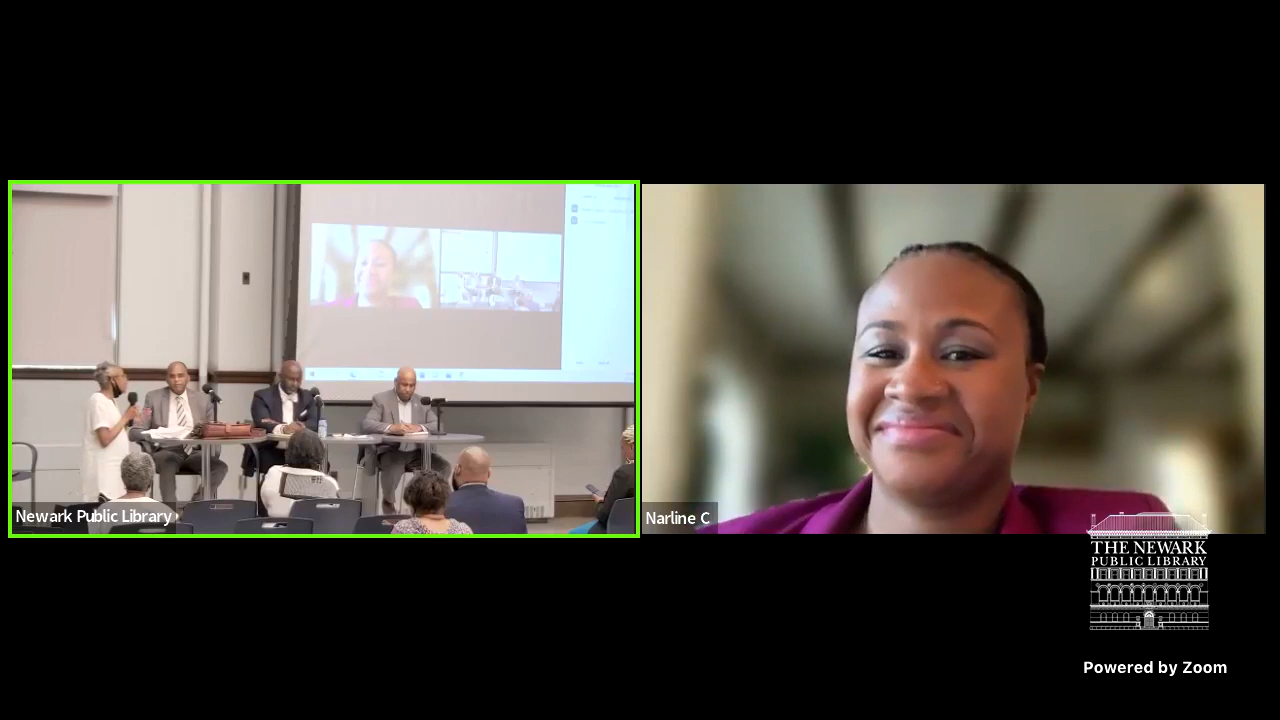 Newark Public Library
Narline C
THE NEWARK
PUBLIC LIBRARY
Powered by Zoom